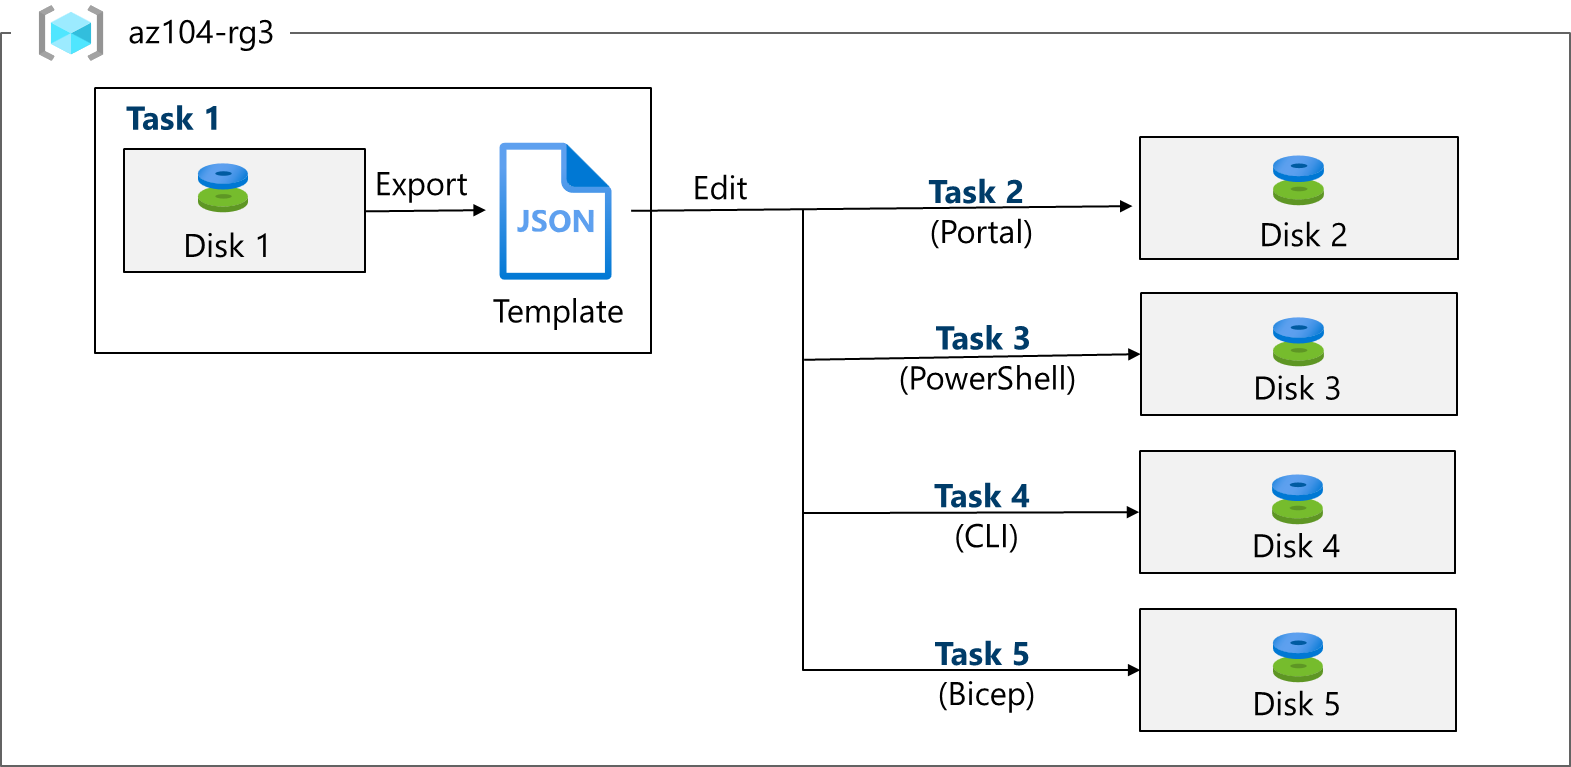 az104-rg3
Task 1
Disk 1
Export
JSON
Template
Edit
Task 2
(Portal)
Disk 2
Task 3
(PowerShell)
Disk 3
Task 4
(CLI)
Disk 4
Task 5
(Bicep)
Disk 5